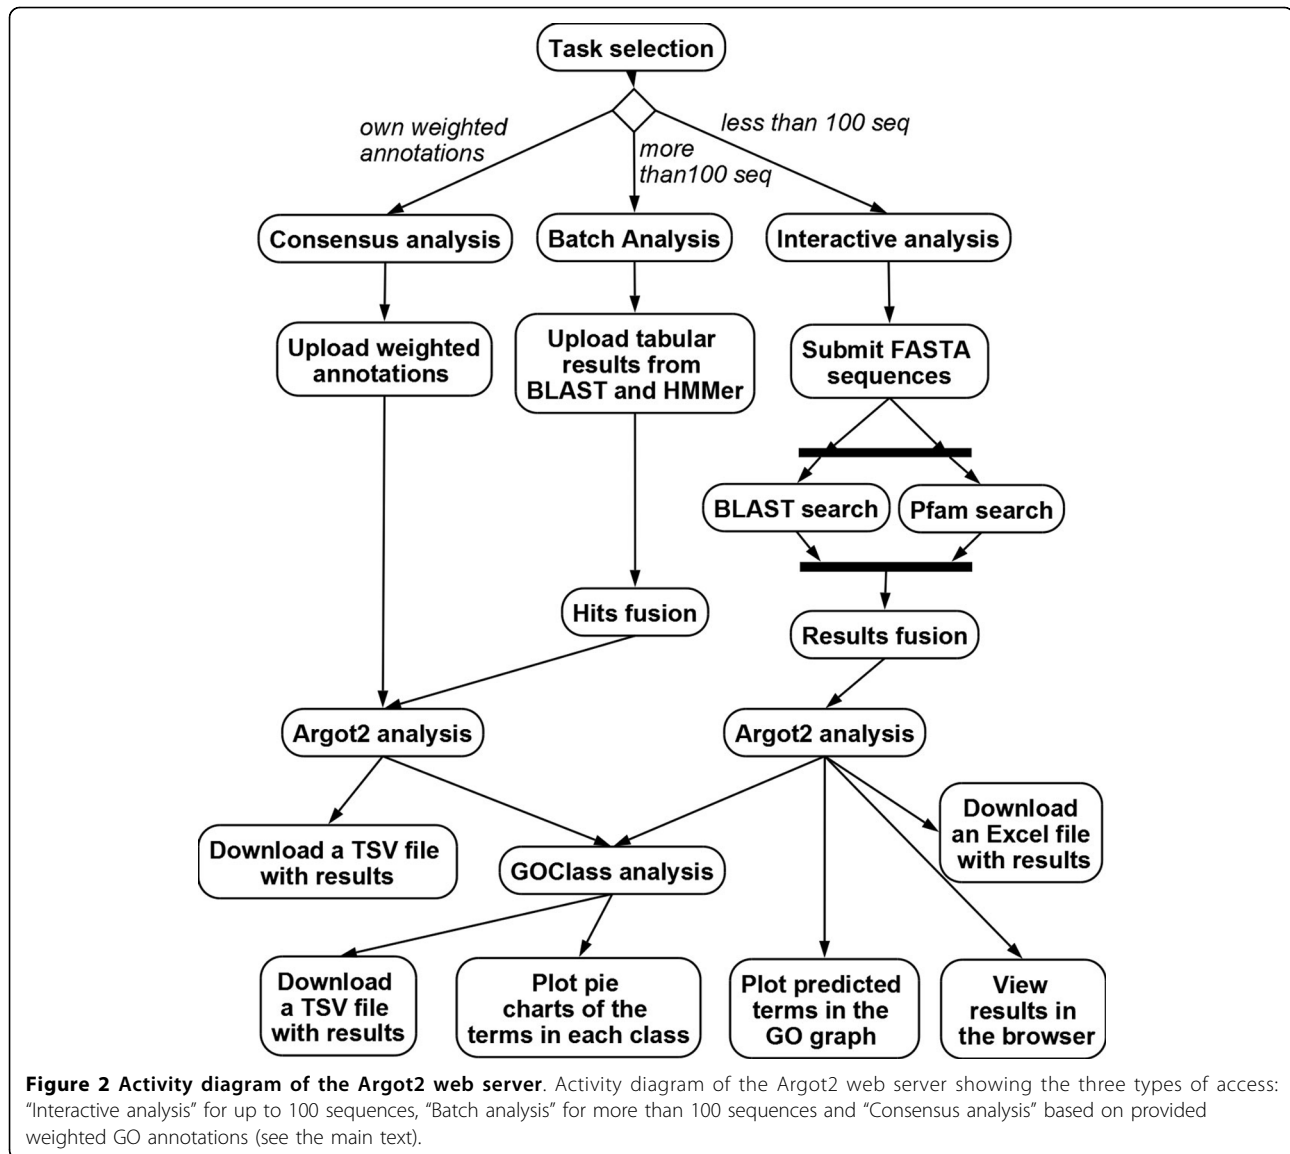 Task selection
own weighted
annotations
more
than100 seq
less than 100 seq
Consensus analysis
Batch Analysis
Interactive analysis
Upload weighted
annotations
Upload tabular
results from
BLAST and HMMer
Submit FASTA
sequences
BLAST search
Pfam search
Hits fusion
Results fusion
Argot2 analysis
Argot2 analysis
Download a TSV file
with results
GOClass analysis
Download
an Excel file
with results
Download
a TSV file
with results
Plot pie
charts of the
terms in each class
Plot predicted
terms in the
GO graph
View
results in
the browser
Figure 2 Activity diagram of the Argot2 web server. Activity diagram of the Argot2 web server showing the three types of access:
"Interactive analysis" for up to 100 sequences, "Batch analysis" for more than 100 sequences and "Consensus analysis" based on provided
weighted GO annotations (see the main text).